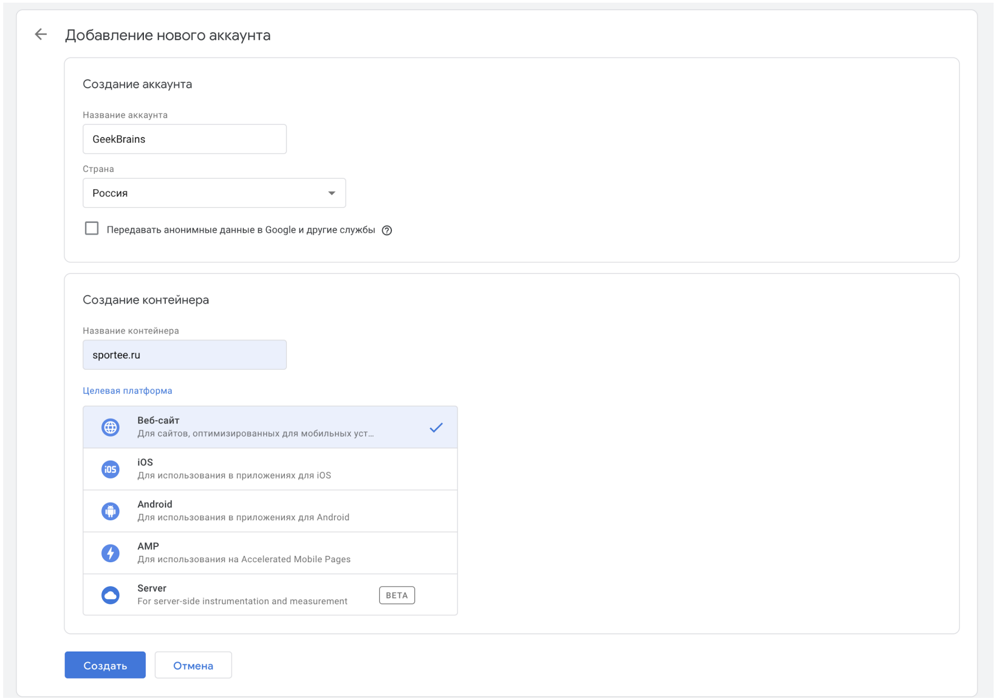 Добавление нового аккаунта
Создание аккаунта
Название аккаунта
GeekBrains
Страна
Россия
Передавать анонимные данные в Google и другие службы
Создание контейнера
Название контейнера
sportee.ru
Целевая платформа
Веб-сайт
Для сайтов, оптимизированных для мобильных уст...
iOS
iOS
Для использования в приложениях для iOS
Android
Для использования в приложениях для Android
AMP
Для использования на Accelerated Mobile Pages
Server
For server-side instrumentation and measurement
BETA
Создать
Отмена